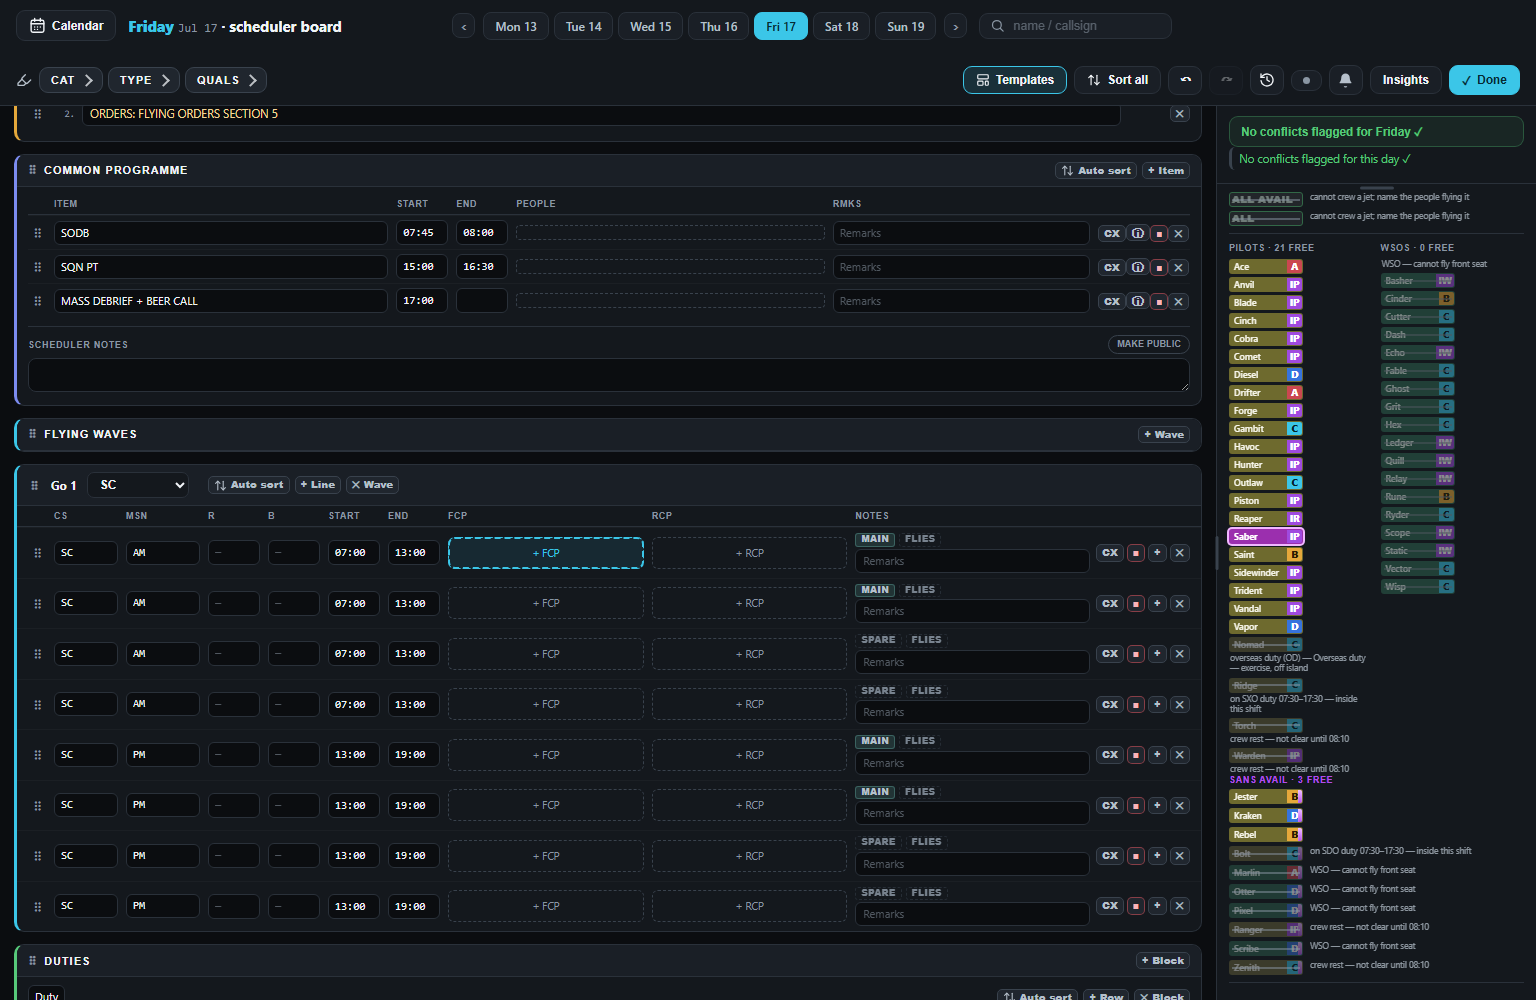 Calendar
Friday Jul 17 · scheduler board
‹ Mon 13 Tue 14 Wed 15 Thu 16 Fri 17 Sat 18 Sun 19 ›
name / callsign
CAT TYPE QUALS
Templates Sort all Insights ✓ Done
2. ORDERS: FLYING ORDERS SECTION 5
COMMON PROGRAMME
Auto sort + Item
ITEM START END PEOPLE RMKS
SODB 07:45 08:00 Remarks CX
SQN PT 15:00 16:30 Remarks CX
MASS DEBRIEF + BEER CALL 17:00 Remarks CX
SCHEDULER NOTES
MAKE PUBLIC
FLYING WAVES
+ Wave
Go 1 SC Auto sort + Line ✕ Wave
CS MSN R B START END FCP RCP NOTES
SC AM – – 07:00 13:00 + FCP + RCP MAIN FLIES Remarks CX
SC AM – – 07:00 13:00 + FCP + RCP MAIN FLIES Remarks CX
SC AM – – 07:00 13:00 + FCP + RCP SPARE FLIES Remarks CX
SC AM – – 07:00 13:00 + FCP + RCP SPARE FLIES Remarks CX
SC PM – – 13:00 19:00 + FCP + RCP MAIN FLIES Remarks CX
SC PM – – 13:00 19:00 + FCP + RCP MAIN FLIES Remarks CX
SC PM – – 13:00 19:00 + FCP + RCP SPARE FLIES Remarks CX
SC PM – – 13:00 19:00 + FCP + RCP SPARE FLIES Remarks CX
DUTIES
+ Block
Duty
Auto sort + Row ✕ Block
No conflicts flagged for Friday ✓
No conflicts flagged for this day ✓
ALL AVAIL cannot crew a jet; name the people flying it
ALL cannot crew a jet; name the people flying it
PILOTS · 21 FREE
Ace A
Anvil IP
Blade IP
Cinch IP
Cobra IP
Comet IP
Diesel D
Drifter A
Forge IP
Gambit C
Havoc IP
Hunter IP
Outlaw C
Piston IP
Reaper IR
Saber IP
Saint B
Sidewinder IP
Trident IP
Vandal IP
Vapor D
Nomad C
overseas duty (OD) — Overseas duty
— exercise, off island
Ridge C
on SXO duty 07:30–17:30 — inside
this shift
Torch C
crew rest — not clear until 08:10
Warden IP
crew rest — not clear until 08:10
WSOS · 0 FREE
WSO — cannot fly front seat
Basher IW
Cinder B
Cutter C
Dash C
Echo IW
Fable C
Ghost C
Grit C
Hex C
Ledger IW
Quill IW
Relay IW
Rune B
Ryder C
Scope IW
Static IW
Vector C
Wisp C
SANS AVAIL · 3 FREE
Jester B
Kraken D
Rebel B
Bolt C on SDO duty 07:30–17:30 — inside this shift
Marlin A WSO — cannot fly front seat
Otter D WSO — cannot fly front seat
Pixel D WSO — cannot fly front seat
Ranger IP crew rest — not clear until 08:10
Scribe D WSO — cannot fly front seat
Zenith C crew rest — not clear until 08:10